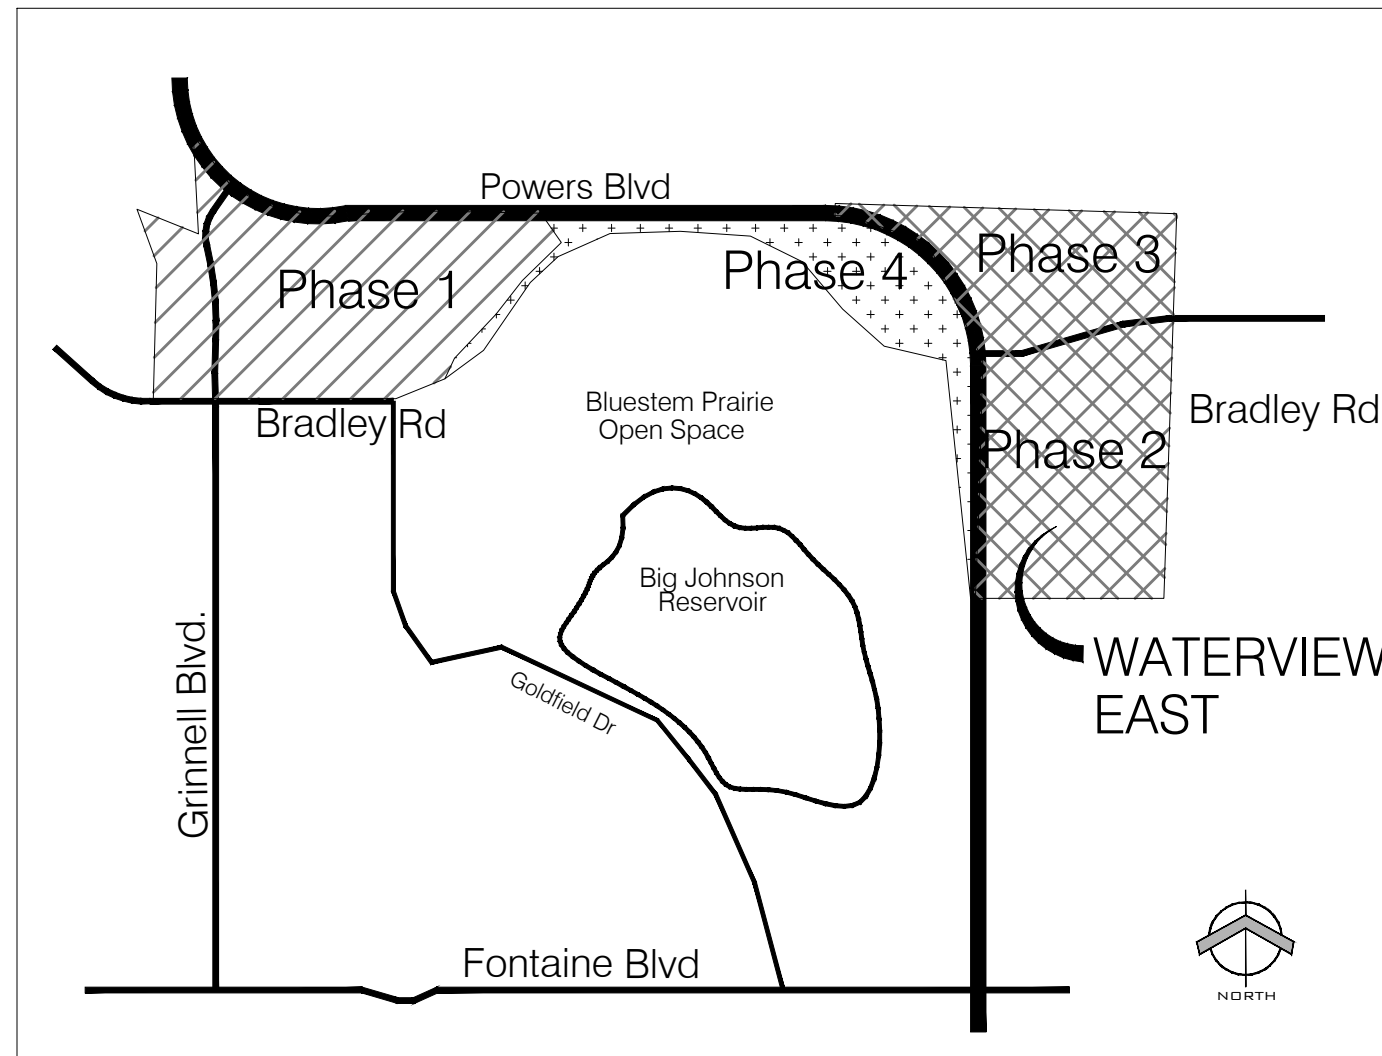 Powers Blvd
Phase 3
Phase 4
Phase 1
Bradley Rd
Bradley Rd
Bluestem Prairie
Open Space
Phase 2
Big Johnson
Reservoir
Grinnell Blvd.
WATERVIEW
EAST
Goldfield Dr
Fontaine Blvd
NORTH